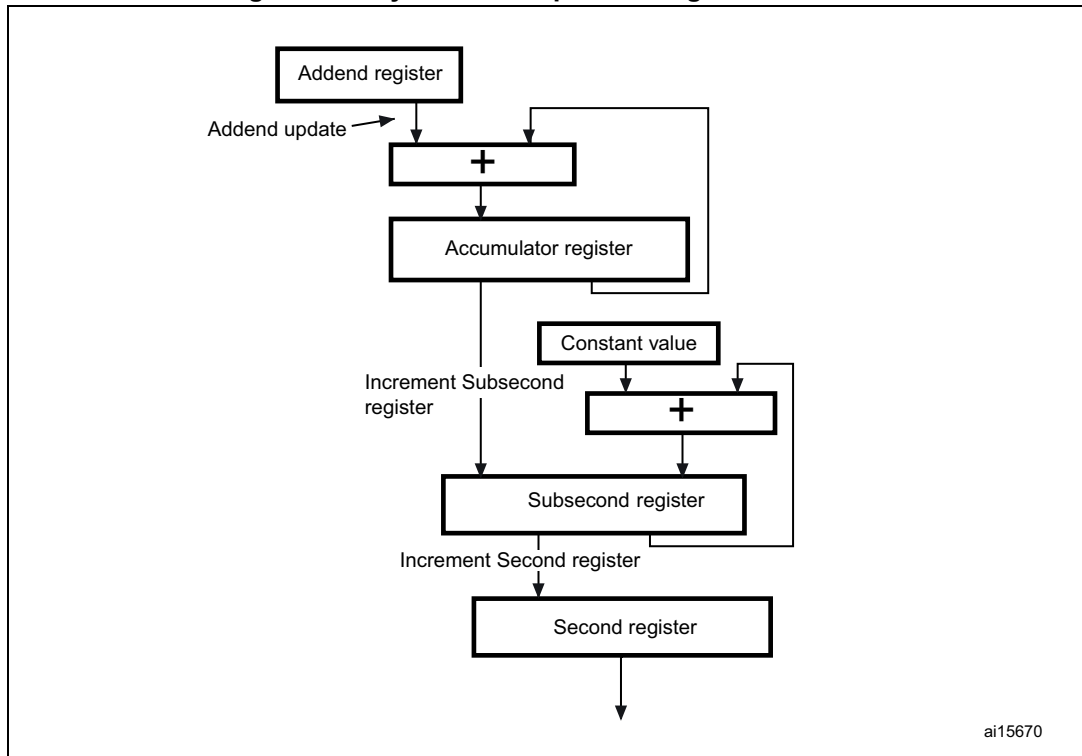 Addend register
Addend update
+
Accumulator register
Constant value
Increment Subsecond
register
+
Subsecond register
Increment Second register
Second register
ai15670